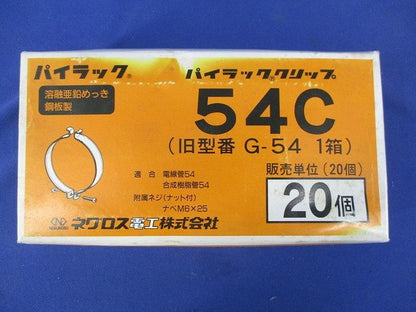 パイラック®
パイラック®クリップ
溶融亜鉛めっき
鋼板製
54C
(旧型番 G-54 1箱)
適合 電線管54
合成樹脂管54
附属ネジ(ナット付)
ナベM6×25
販売単位(20個)
20個
ネグロス電工株式会社